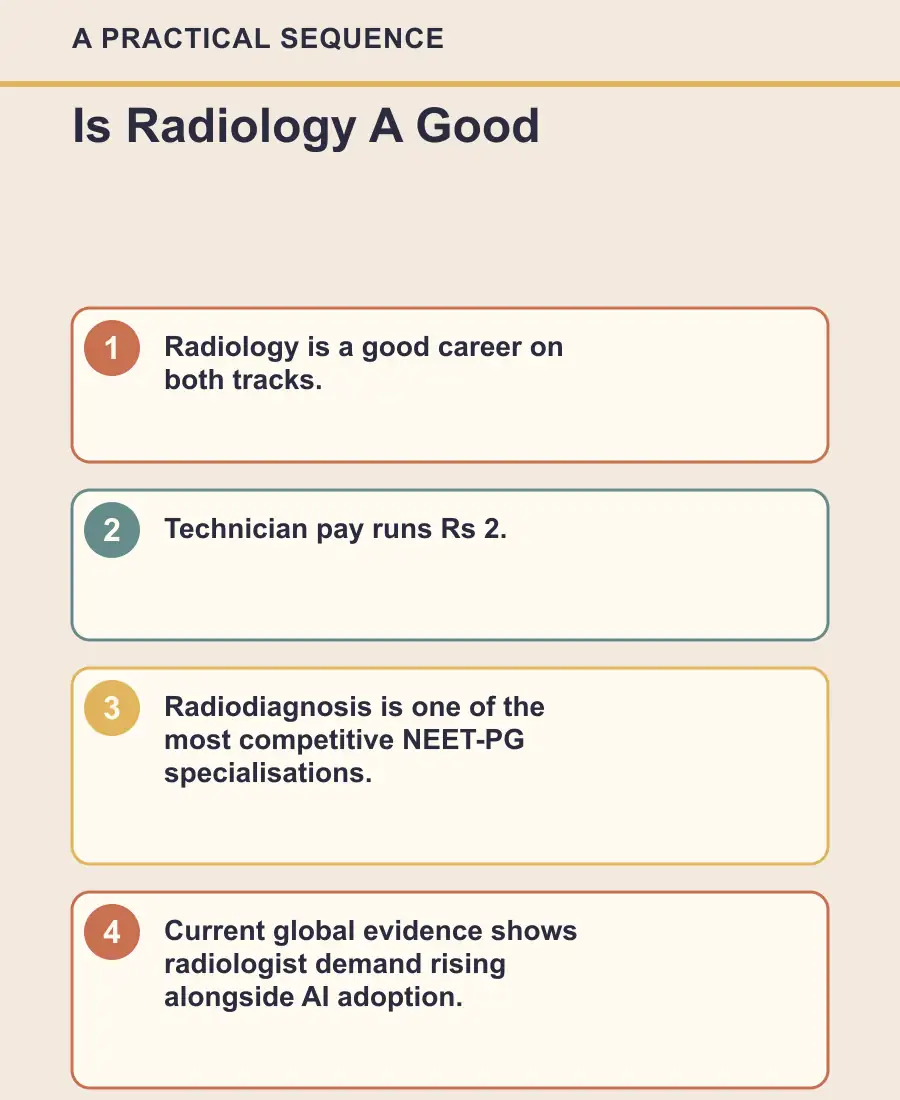 A PRACTICAL SEQUENCE
Is Radiology A Good
1
Radiology is a good career on
both tracks.
2
Technician pay runs Rs 2.
3
Radiodiagnosis is one of the
most competitive NEET-PG
specialisations.
4
Current global evidence shows
radiologist demand rising
alongside AI adoption.